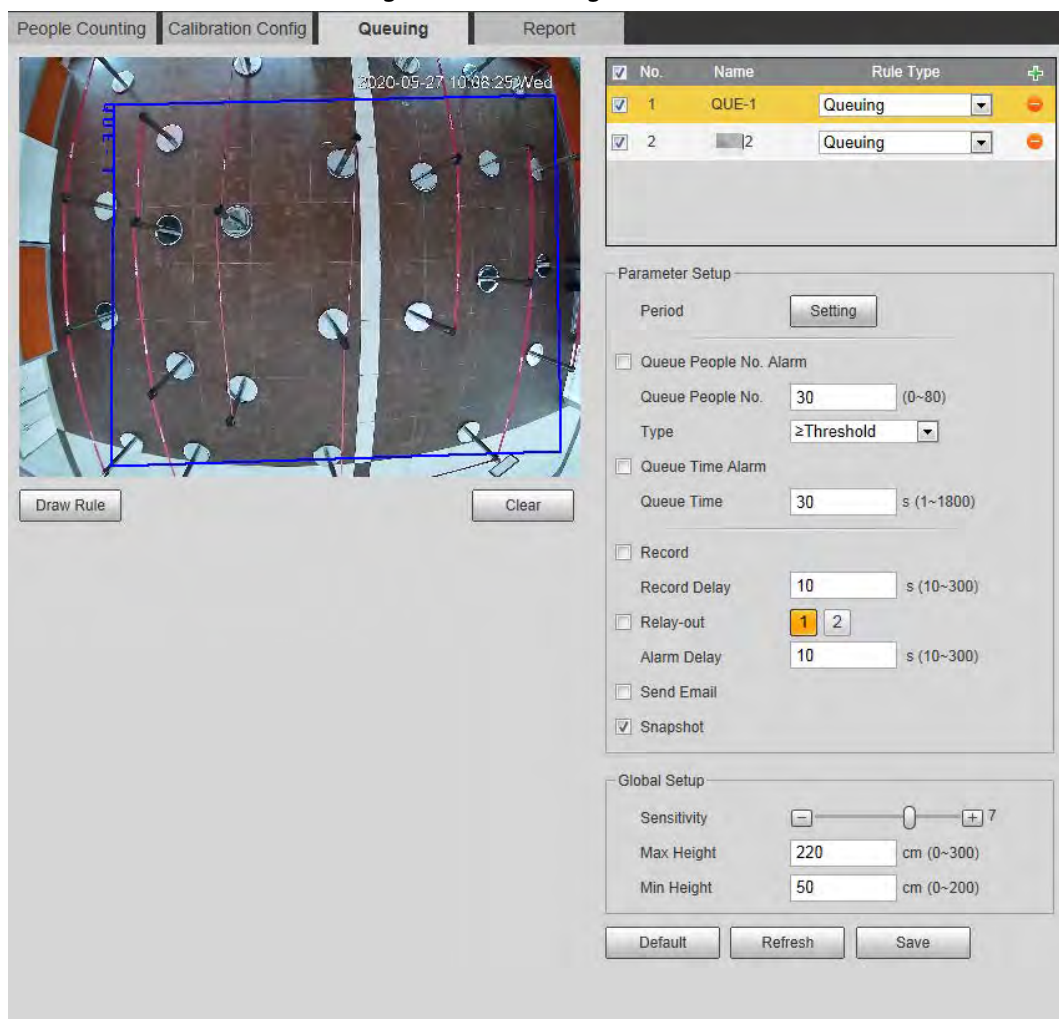 People Counting Calibration Config Queuing Report
2020-05-27 10:08:25 Wed
QUE-1
No. Name Rule Type
1 QUE-1 Queuing
2 2 Queuing
Parameter Setup
Period Setting
Queue People No. Alarm
Queue People No. 30 (0~80)
Type ≥Threshold
Queue Time Alarm
Queue Time 30 s (1~1800)
Draw Rule Clear
Record
Record Delay 10 s (10~300)
Relay-out 1 2
Alarm Delay 10 s (10~300)
Send Email
Snapshot
Global Setup
Sensitivity 7
Max Height 220 cm (0~300)
Min Height 50 cm (0~200)
Default Refresh Save